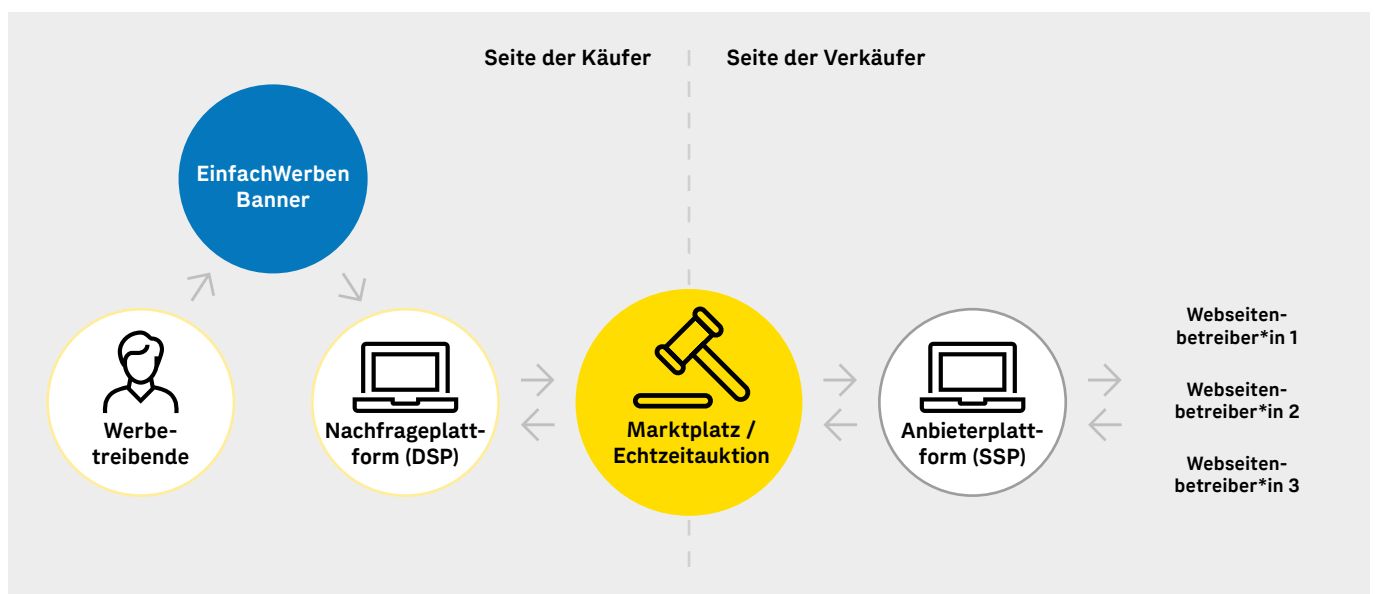 Seite der Käufer
Seite der Verkäufer
EinfachWerben
Banner
Werbe-
treibende
Nachfrageplatt-
form (DSP)
Marktplatz /
Echtzeitauktion
Anbieterplatt-
form (SSP)
Webseiten-
betreiber*in 1
Webseiten-
betreiber*in 2
Webseiten-
betreiber*in 3